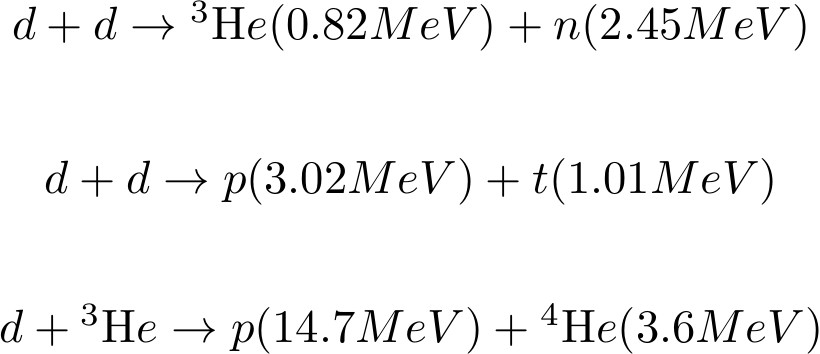 d + d → ³He(0.82MeV) + n(2.45MeV)
d + d → p(3.02MeV) + t(1.01MeV)
d + ³He → p(14.7MeV) + ⁴He(3.6MeV)